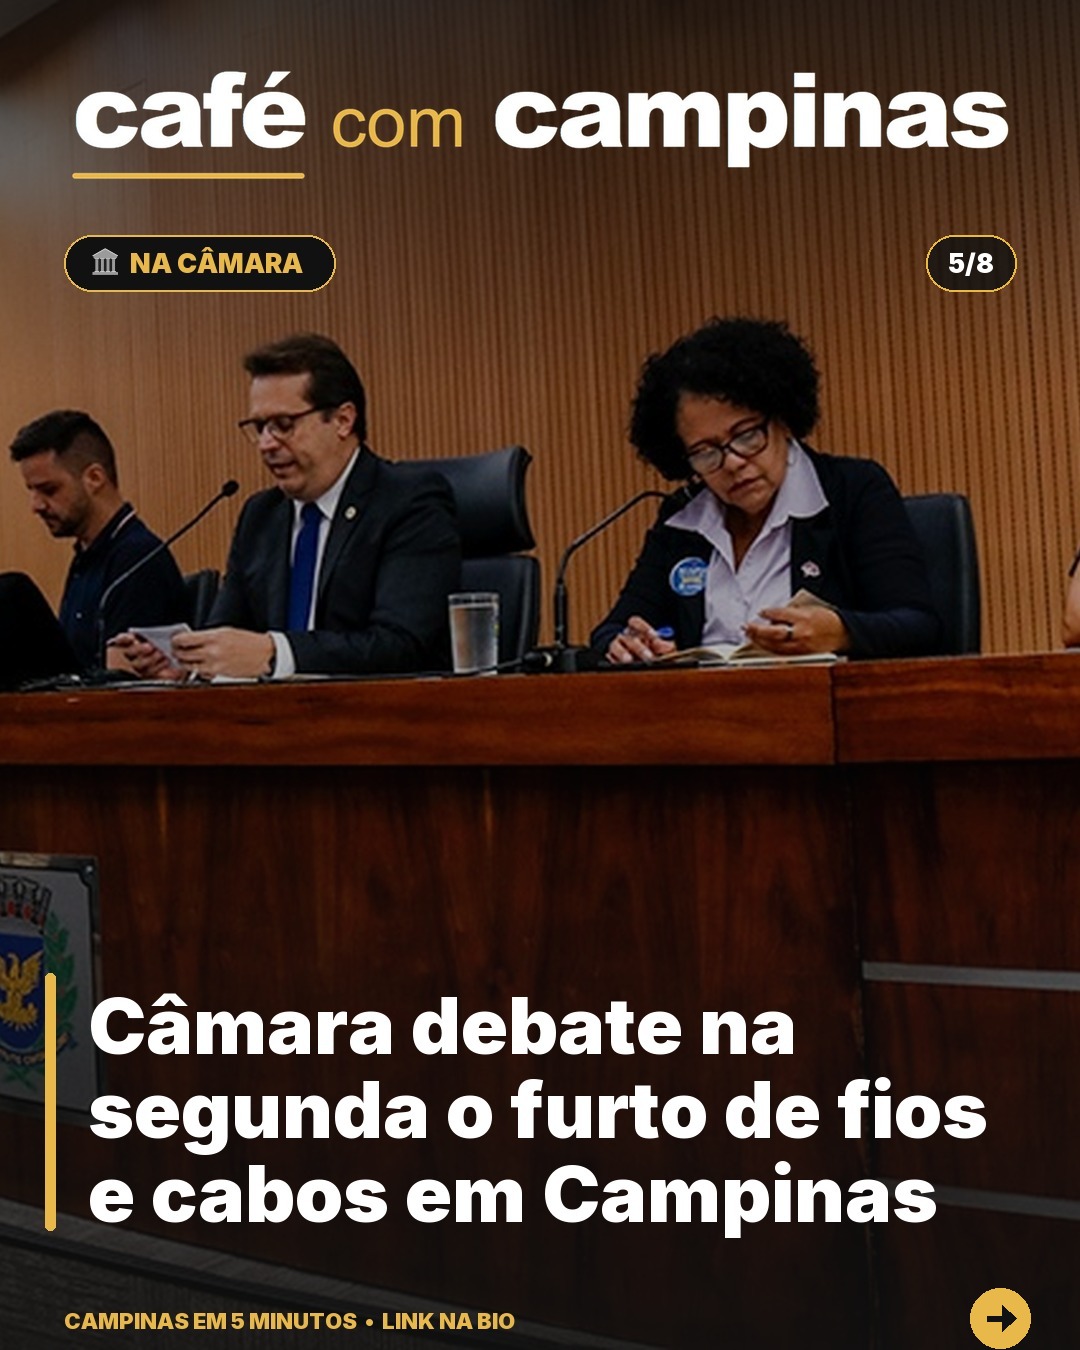 café com campinas
NA CÂMARA
5/8
Câmara debate na
segunda o furto de fios
e cabos em Campinas
CAMPINAS EM 5 MINUTOS • LINK NA BIO